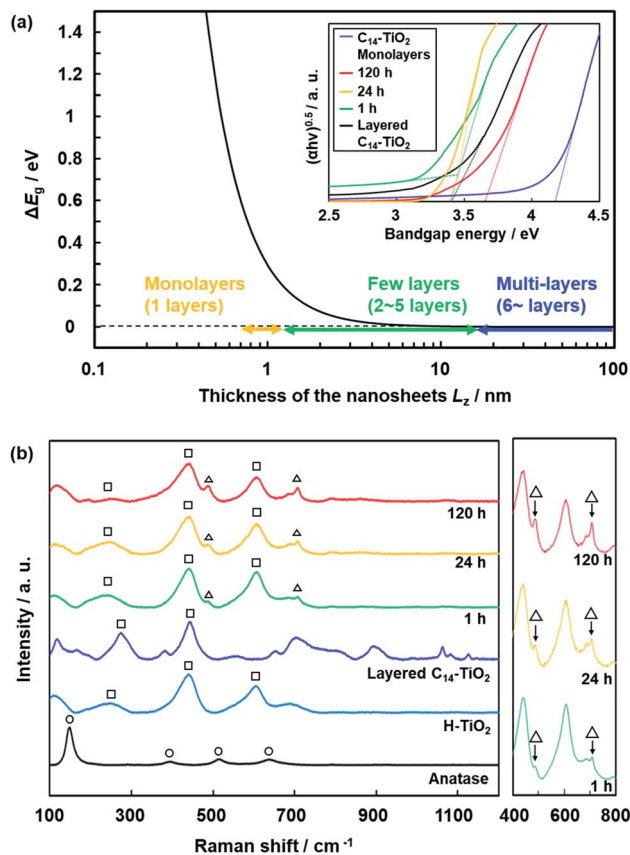 (a)
1.4
1.2
1.0
0.8
0.6
0.4
0.2
0
ΔEg / eV
Monolayers
(1 layers)
Few layers
(2~5 layers)
Multi-layers
(6~ layers)
0.1
1
10
100
Thickness of the nanosheets Lz / nm
(αhν)0.5 / a. u.
C14-TiO2
Monolayers
120 h
24 h
1 h
Layered
C14-TiO2
2.5
3
3.5
4
4.5
Bandgap energy / eV
(b)
Intensity / a. u.
120 h
24 h
1 h
Layered C14-TiO2
H-TiO2
Anatase
100
300
500
700
900
1100
Raman shift / cm-1
120 h
24 h
1 h
400
600
800